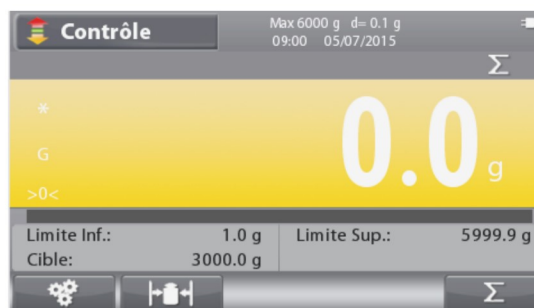 Contrôle
Max 6000 g d= 0.1 g
09:00 05/07/2015
Σ
*
0.0 g
G
>0<
Limite Inf.: 1.0 g Limite Sup.: 5999.9 g
Cible: 3000.0 g
Σ